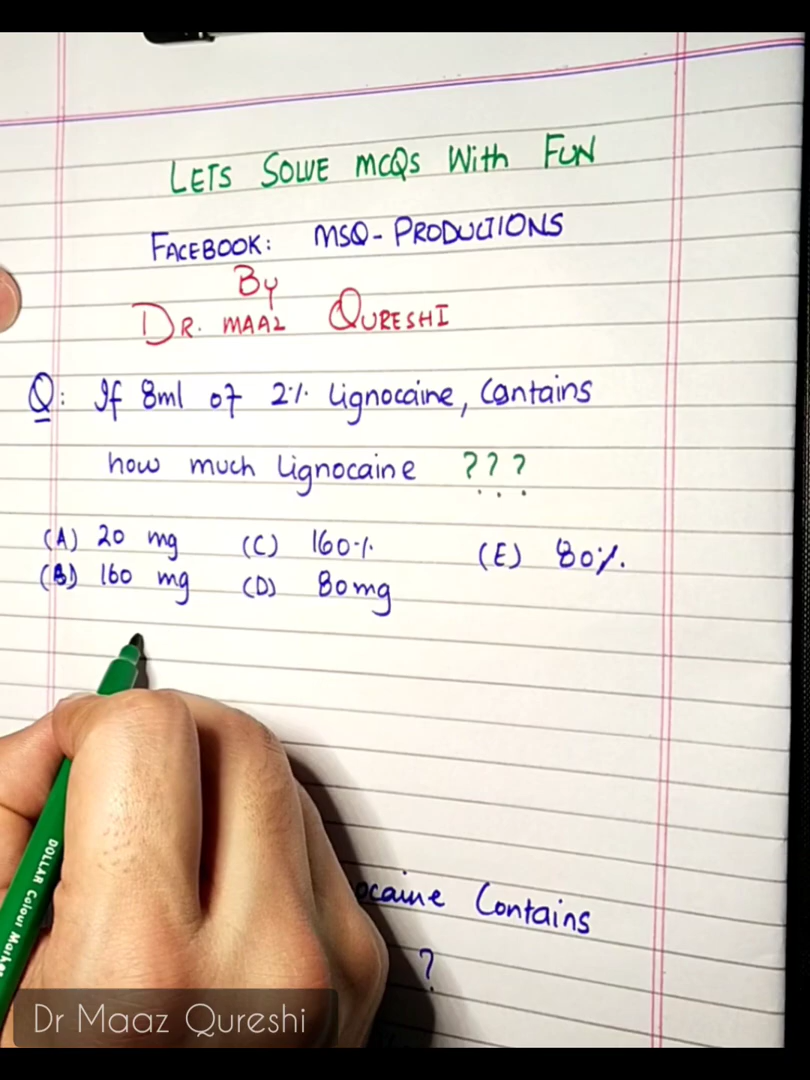 LETS SOLVE MCQs With FUN
FACEBOOK: MSQ-PRODUCTIONS
By
DR. MAAZ QURESHI
Q: If 8ml of 2% lignocaine, Contains
how much lignocaine ???
(A) 20 mg (C) 160% (E) 80%.
(B) 160 mg (D) 80mg
DOLLAR Colour Marker
Contains
?
Dr Maaz Qureshi